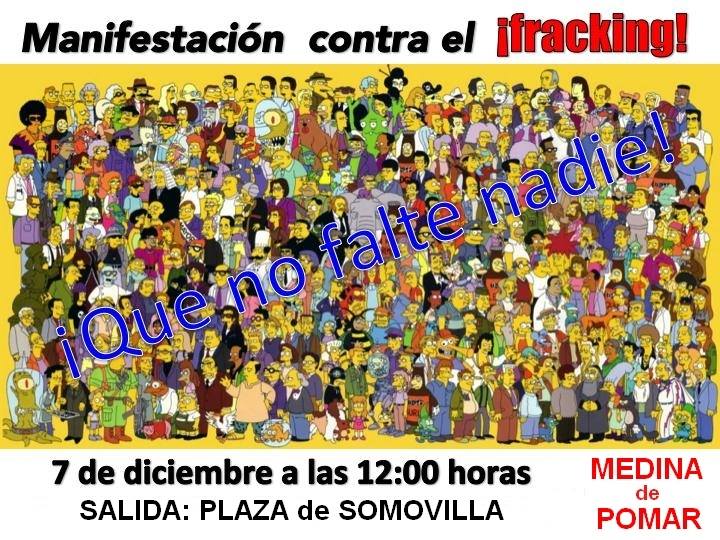 Manifestación contra el ¡fracking!
¡Que no falte nadie!
7 de diciembre a las 12:00 horas
SALIDA: PLAZA de SOMOVILLA
MEDINA
de
POMAR